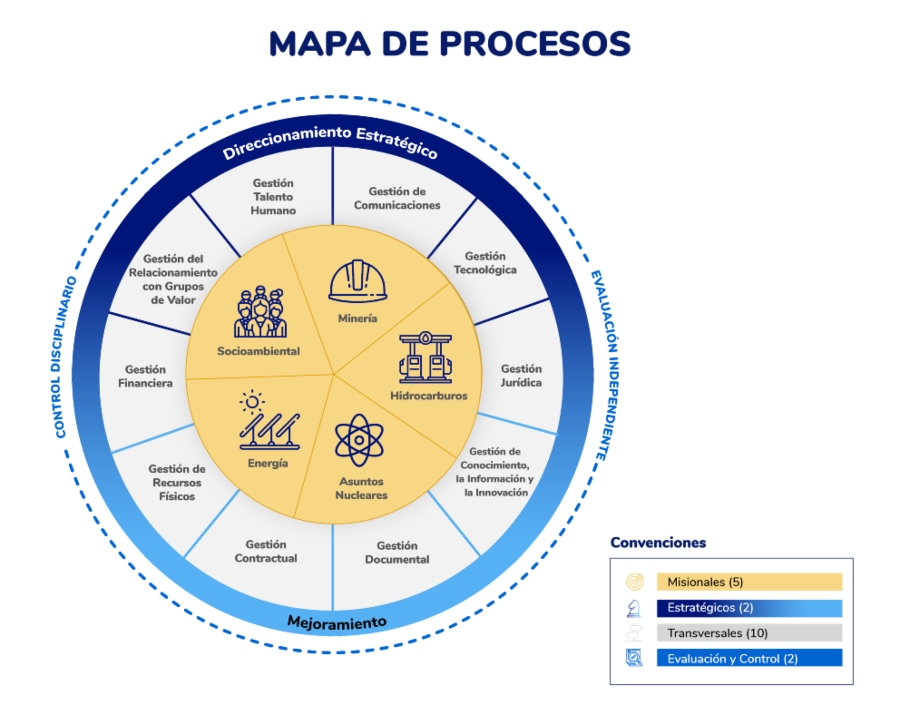 MAPA DE PROCESOS
Direccionamiento Estratégico
Gestión
Talento
Humano
Gestión de
Comunicaciones
Gestión del
Relacionamiento
con Grupos
de Valor
Gestión
Tecnológica
Minería
Socioambiental
Hidrocarburos
Gestión
Financiera
Gestión
Jurídica
CONTROL DISCIPLINARIO
EVALUACIÓN INDEPENDIENTE
Energía
Asuntos
Nucleares
Gestión de
Recursos
Físicos
Gestión de
Conocimiento,
la Información y
la Innovación
Gestión
Contractual
Gestión
Documental
Mejoramiento
Convenciones
Misionales (5)
Estratégicos (2)
Transversales (10)
Evaluación y Control (2)